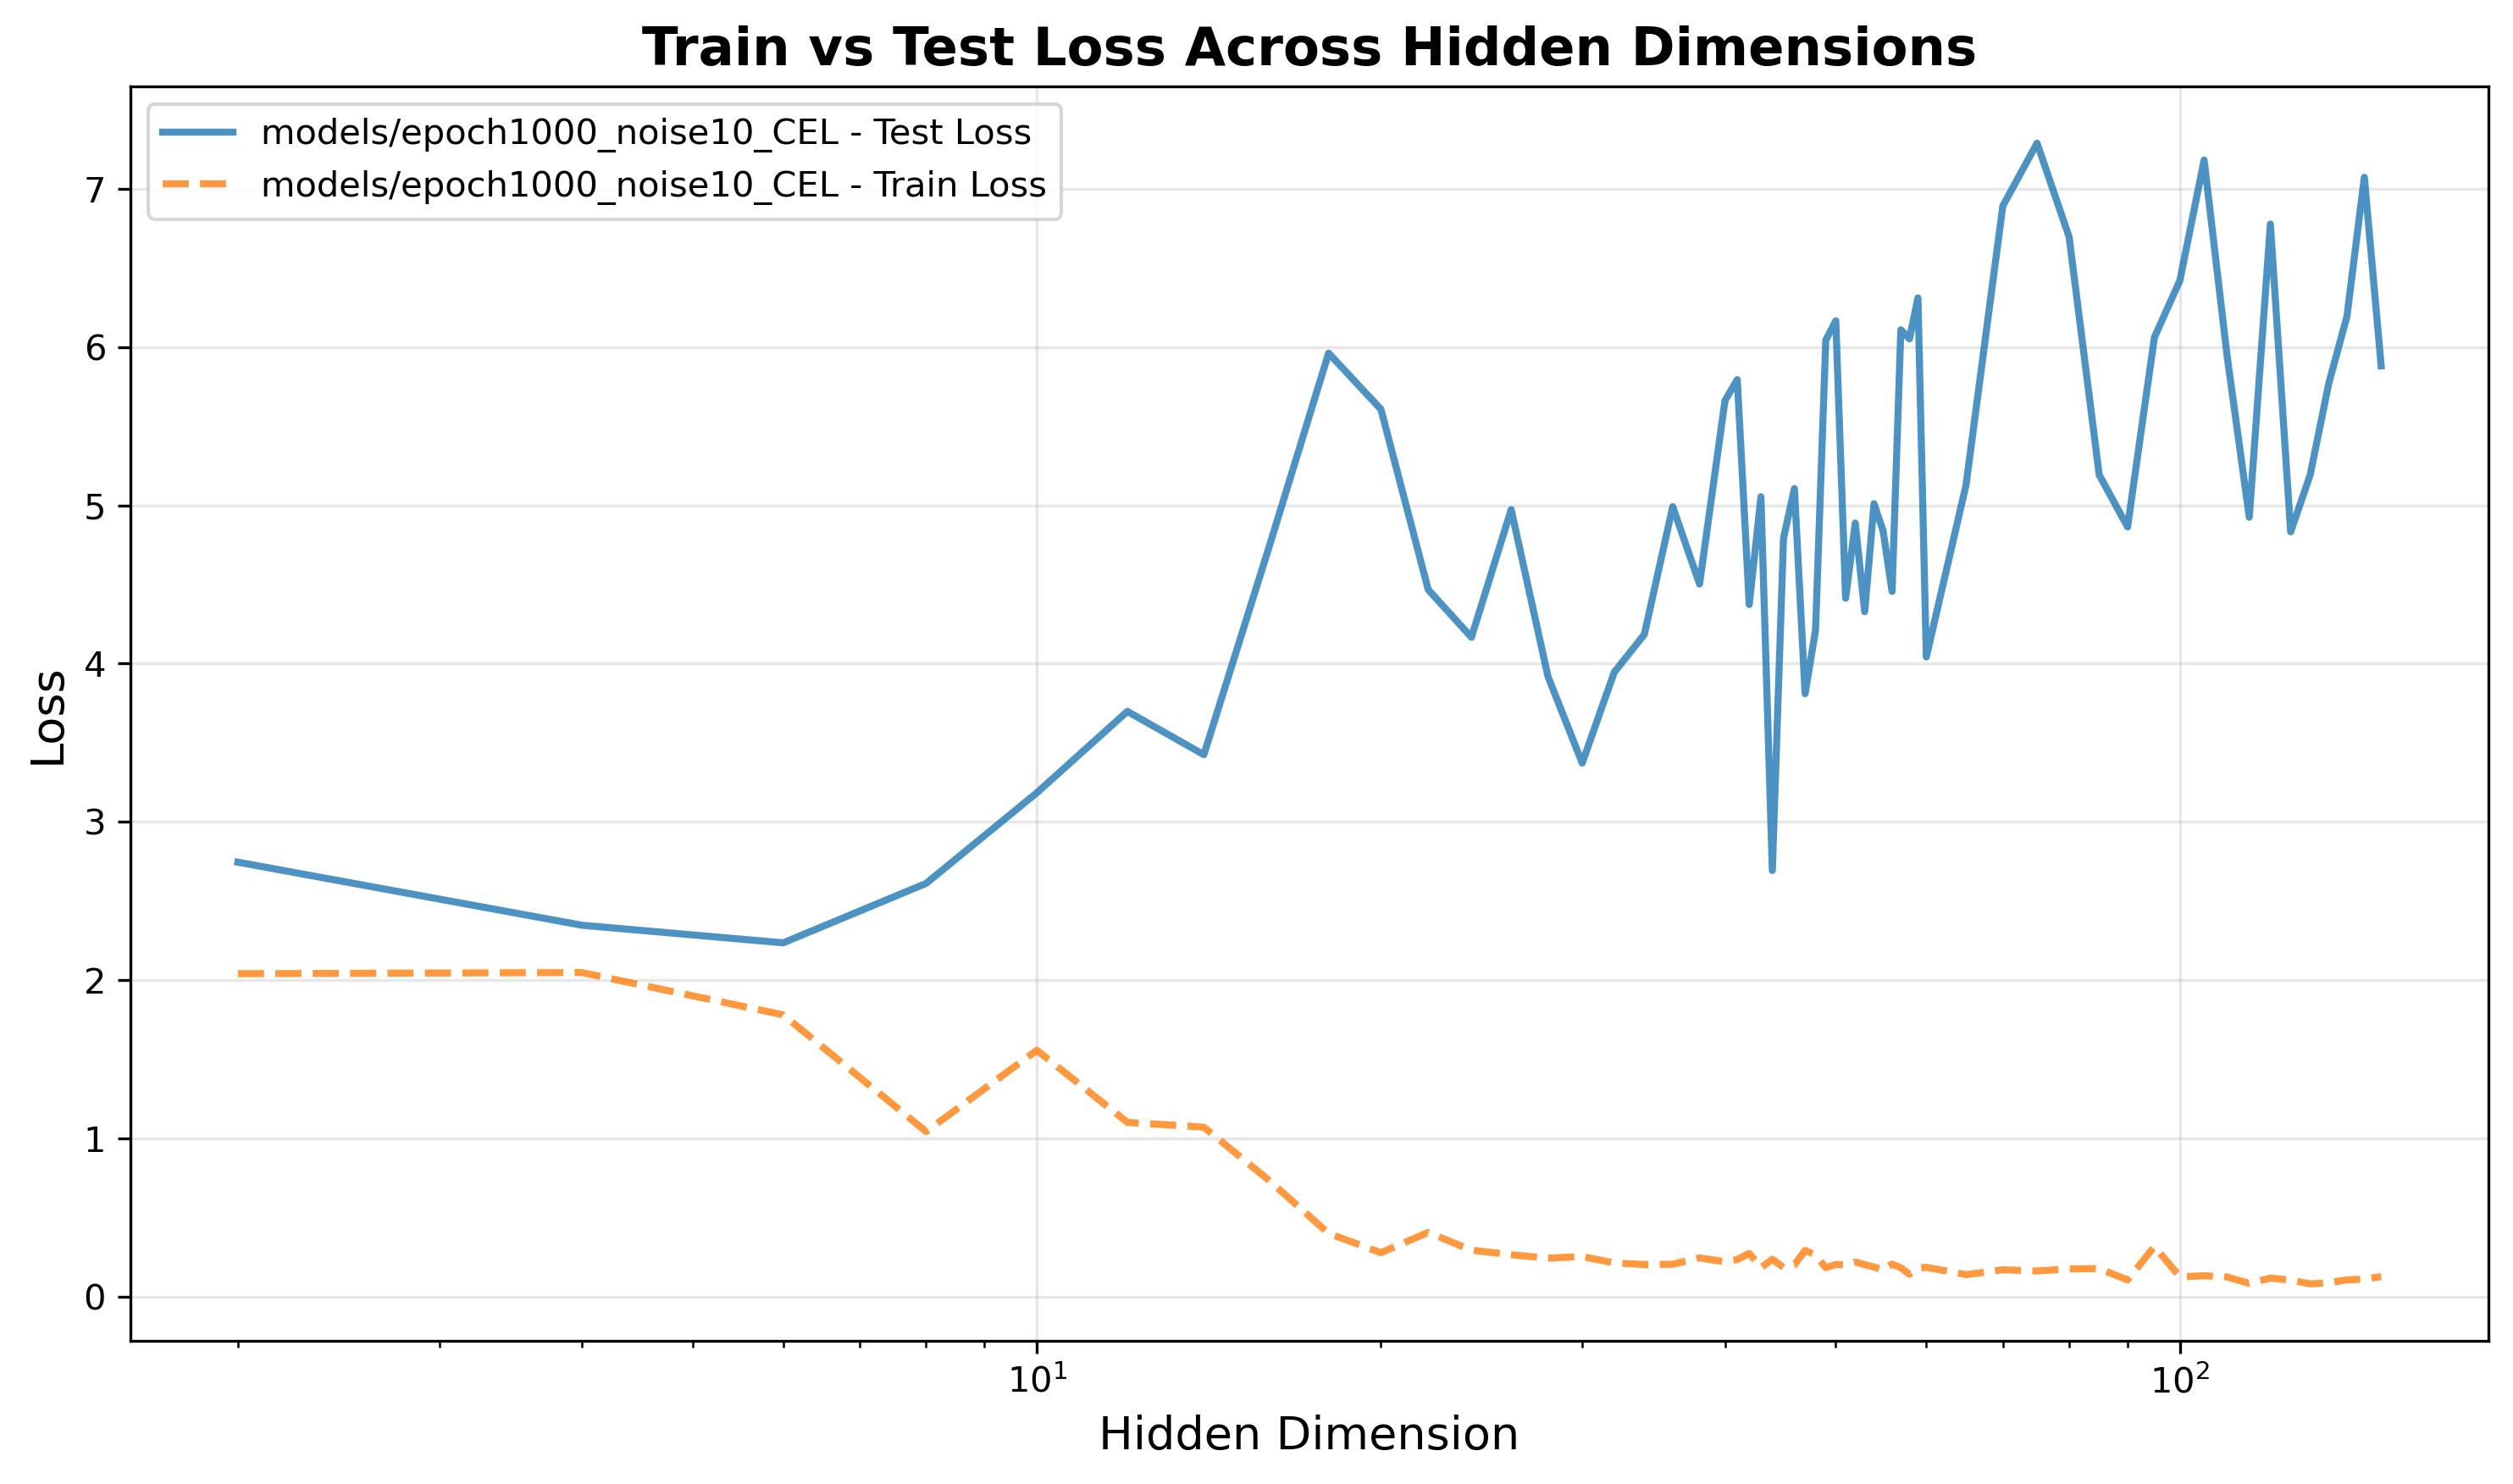 Train vs Test Loss Across Hidden Dimensions
models/epoch1000_noise10_CEL - Test Loss
models/epoch1000_noise10_CEL - Train Loss
Loss
7
6
5
4
3
2
1
0
10¹
10²
Hidden Dimension